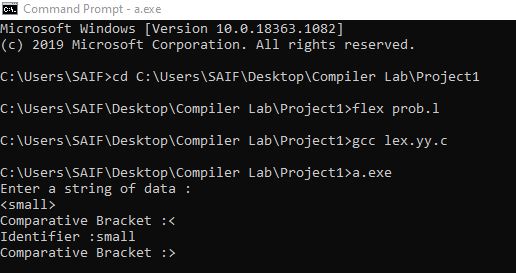 Command Prompt - a.exe
Microsoft Windows [Version 10.0.18363.1082]
(c) 2019 Microsoft Corporation. All rights reserved.
C:\Users\SAIF>cd C:\Users\SAIF\Desktop\Compiler Lab\Project1
C:\Users\SAIF\Desktop\Compiler Lab\Project1>flex prob.l
C:\Users\SAIF\Desktop\Compiler Lab\Project1>gcc lex.yy.c
C:\Users\SAIF\Desktop\Compiler Lab\Project1>a.exe
Enter a string of data :
<small>
Comparative Bracket :<
Identifier :small
Comparative Bracket :>